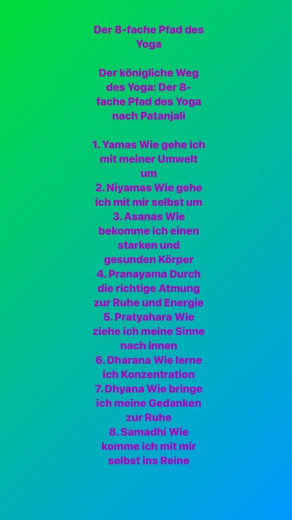 Der 8-fache Pfad des
Yoga
Der königliche Weg
des Yoga: Der 8-
fache Pfad des Yoga
nach Patanjali
1. Yamas Wie gehe ich
mit meiner Umwelt
um
2. Niyamas Wie gehe
ich mit mir selbst um
3. Asanas Wie
bekomme ich einen
starken und
gesunden Körper
4. Pranayama Durch
die richtige Atmung
zur Ruhe und Energie
5. Pratyahara Wie
ziehe ich meine Sinne
nach innen
6. Dharana Wie lerne
ich Konzentration
7. Dhyana Wie bringe
ich meine Gedanken
zur Ruhe
8. Samadhi Wie
komme ich mit mir
selbst ins Reine